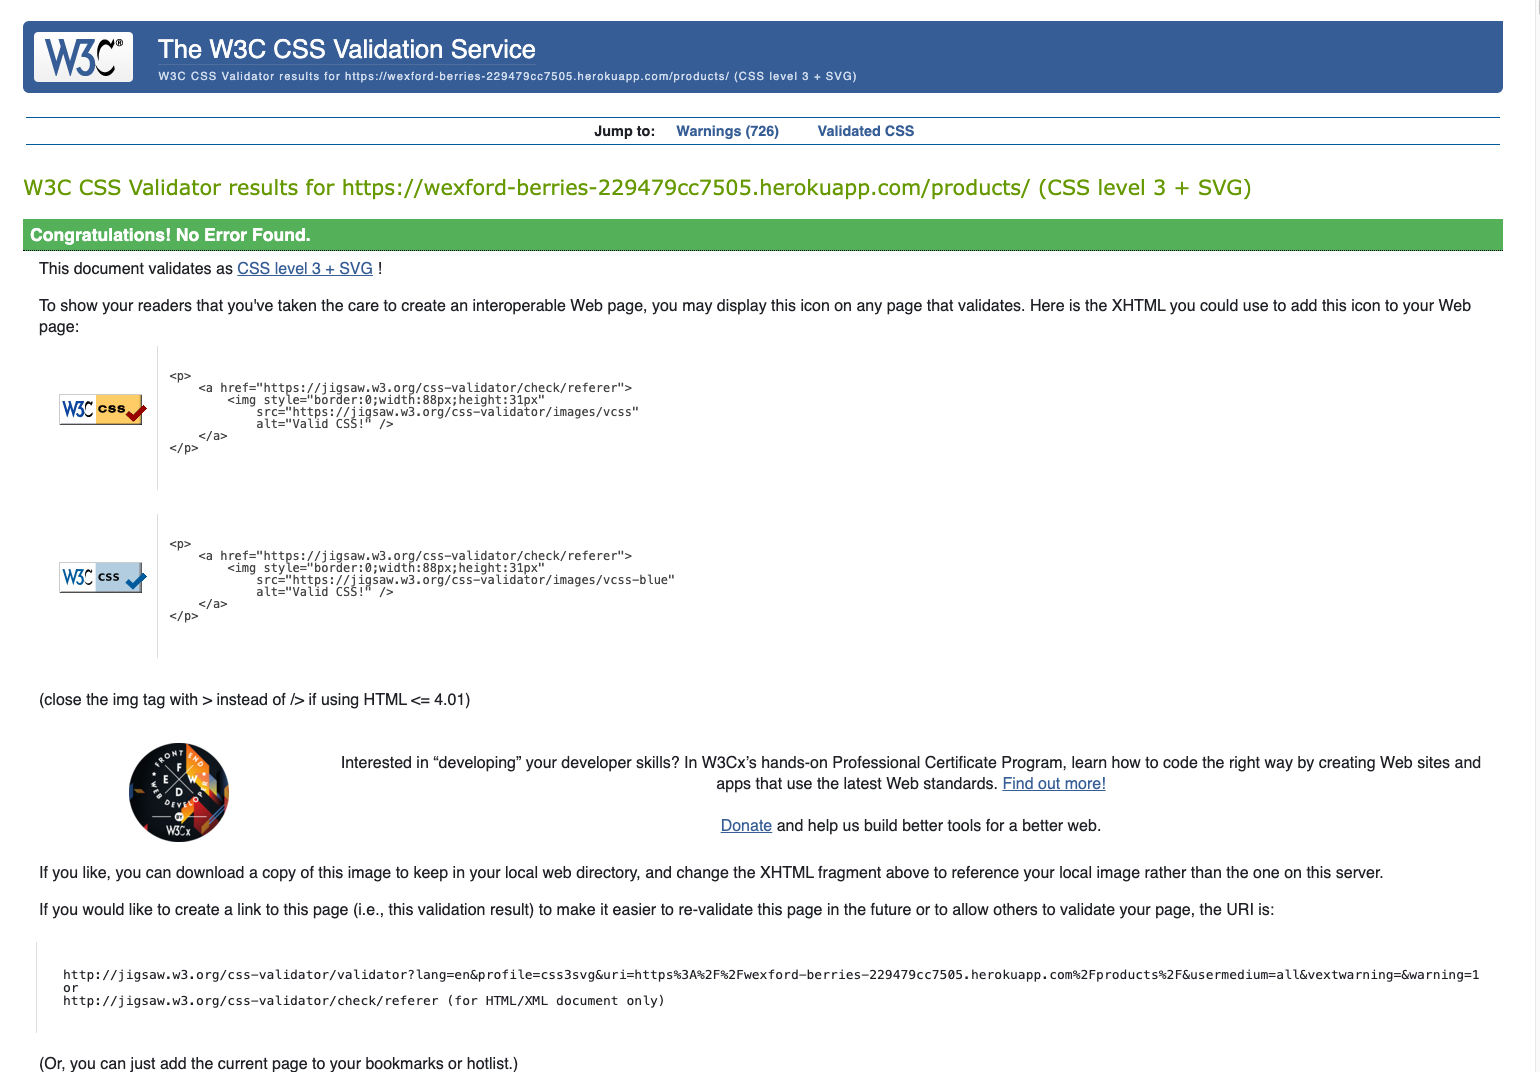 W3C®
The W3C CSS Validation Service
W3C CSS Validator results for https://wexford-berries-229479cc7505.herokuapp.com/products/ (CSS level 3 + SVG)
Jump to: Warnings (726) Validated CSS
W3C CSS Validator results for https://wexford-berries-229479cc7505.herokuapp.com/products/ (CSS level 3 + SVG)
Congratulations! No Error Found.
This document validates as CSS level 3 + SVG !
To show your readers that you've taken the care to create an interoperable Web page, you may display this icon on any page that validates. Here is the XHTML you could use to add this icon to your Web
page:
W3C css
<p>
    <a href="https://jigsaw.w3.org/css-validator/check/referer">
        <img style="border:0;width:88px;height:31px"
            src="https://jigsaw.w3.org/css-validator/images/vcss"
            alt="Valid CSS!" />
    </a>
</p>
W3C css
<p>
    <a href="https://jigsaw.w3.org/css-validator/check/referer">
        <img style="border:0;width:88px;height:31px"
            src="https://jigsaw.w3.org/css-validator/images/vcss-blue"
            alt="Valid CSS!" />
    </a>
</p>
(close the img tag with > instead of /> if using HTML <= 4.01)
FRONT END
F
E W
D
WEB DEVELOPER
BY
W3Cx
Interested in “developing” your developer skills? In W3Cx’s hands-on Professional Certificate Program, learn how to code the right way by creating Web sites and
apps that use the latest Web standards. Find out more!
Donate and help us build better tools for a better web.
If you like, you can download a copy of this image to keep in your local web directory, and change the XHTML fragment above to reference your local image rather than the one on this server.
If you would like to create a link to this page (i.e., this validation result) to make it easier to re-validate this page in the future or to allow others to validate your page, the URI is:
http://jigsaw.w3.org/css-validator/validator?lang=en&profile=css3svg&uri=https%3A%2F%2Fwexford-berries-229479cc7505.herokuapp.com%2Fproducts%2F&usermedium=all&vextwarning=&warning=1
or
http://jigsaw.w3.org/css-validator/check/referer (for HTML/XML document only)
(Or, you can just add the current page to your bookmarks or hotlist.)